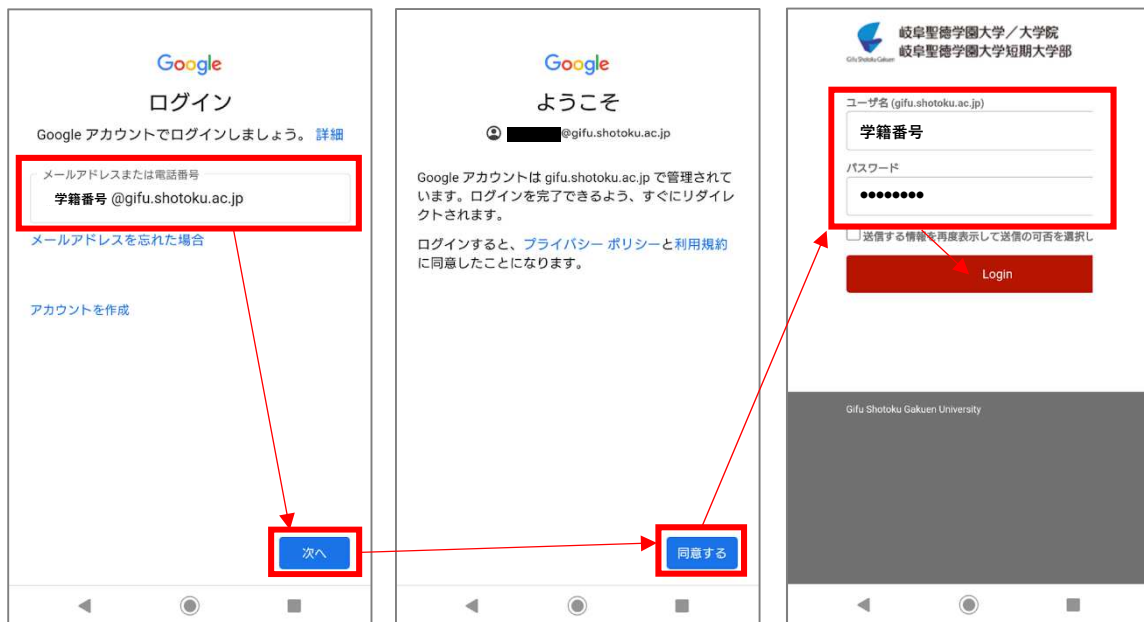 Google
ログイン
Google アカウントでログインしましょう。 詳細
メールアドレスまたは電話番号
学籍番号 @gifu.shotoku.ac.jp
メールアドレスを忘れた場合
アカウントを作成
次へ
Google
ようこそ
@gifu.shotoku.ac.jp
Google アカウントは gifu.shotoku.ac.jp で管理されて
います。ログインを完了できるよう、すぐにリダイレ
クトされます。
ログインすると、プライバシー ポリシーと利用規約
に同意したことになります。
同意する
Gifu Shotoku Gakuen
岐阜聖徳学園大学／大学院
岐阜聖徳学園大学短期大学部
ユーザ名 (gifu.shotoku.ac.jp)
学籍番号
パスワード
●●●●●●●●
送信する情報を再度表示して送信の可否を選択し
Login
Gifu Shotoku Gakuen University